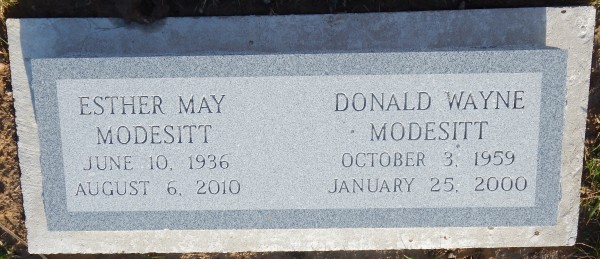 ESTHER MAY
MODESITT
JUNE 10, 1936
AUGUST 6, 2010
DONALD WAYNE
MODESITT
OCTOBER 3, 1959
JANUARY 25, 2000